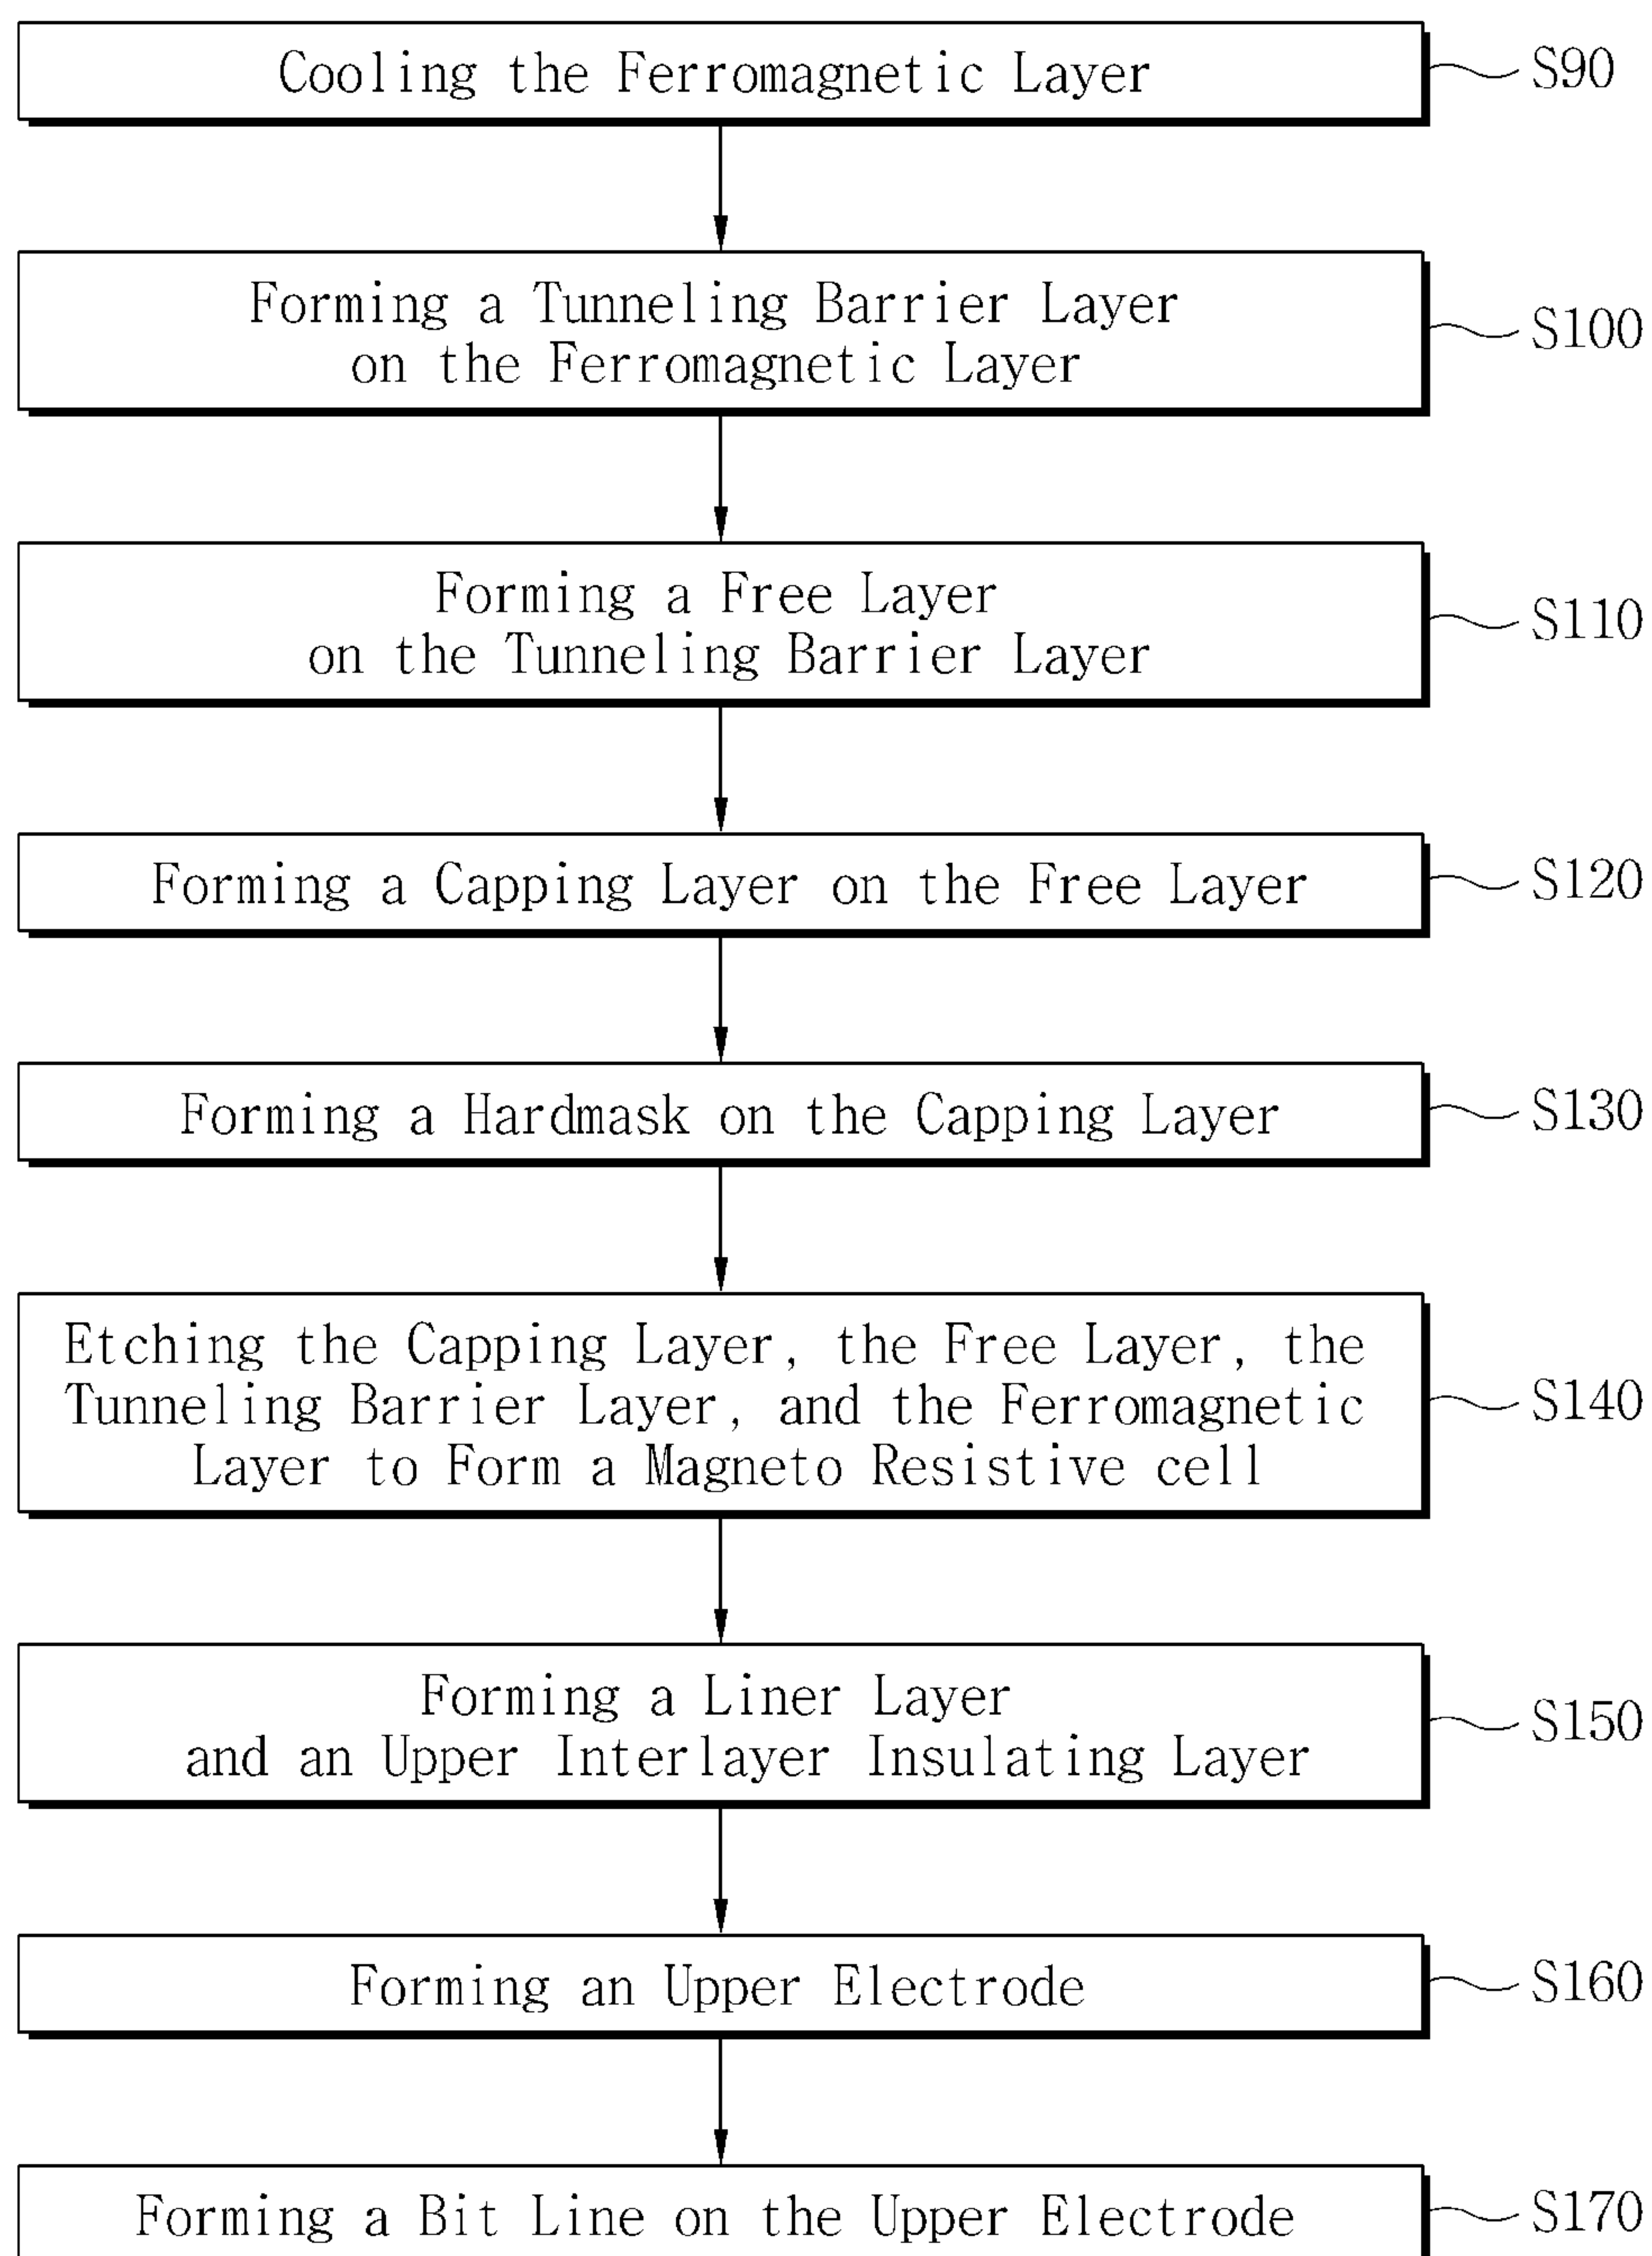 Cooling the Ferromagnetic Layer
S90
Forming a Tunneling Barrier Layer
on the Ferromagnetic Layer
S100
Forming a Free Layer
on the Tunneling Barrier Layer
S110
Forming a Capping Layer on the Free Layer
S120
Forming a Hardmask on the Capping Layer
S130
Etching the Capping Layer, the Free Layer, the
Tunneling Barrier Layer, and the Ferromagnetic
Layer to Form a Magneto Resistive cell
S140
Forming a Liner Layer
and an Upper Interlayer Insulating Layer
S150
Forming an Upper Electrode
S160
Forming a Bit Line on the Upper Electrode
S170